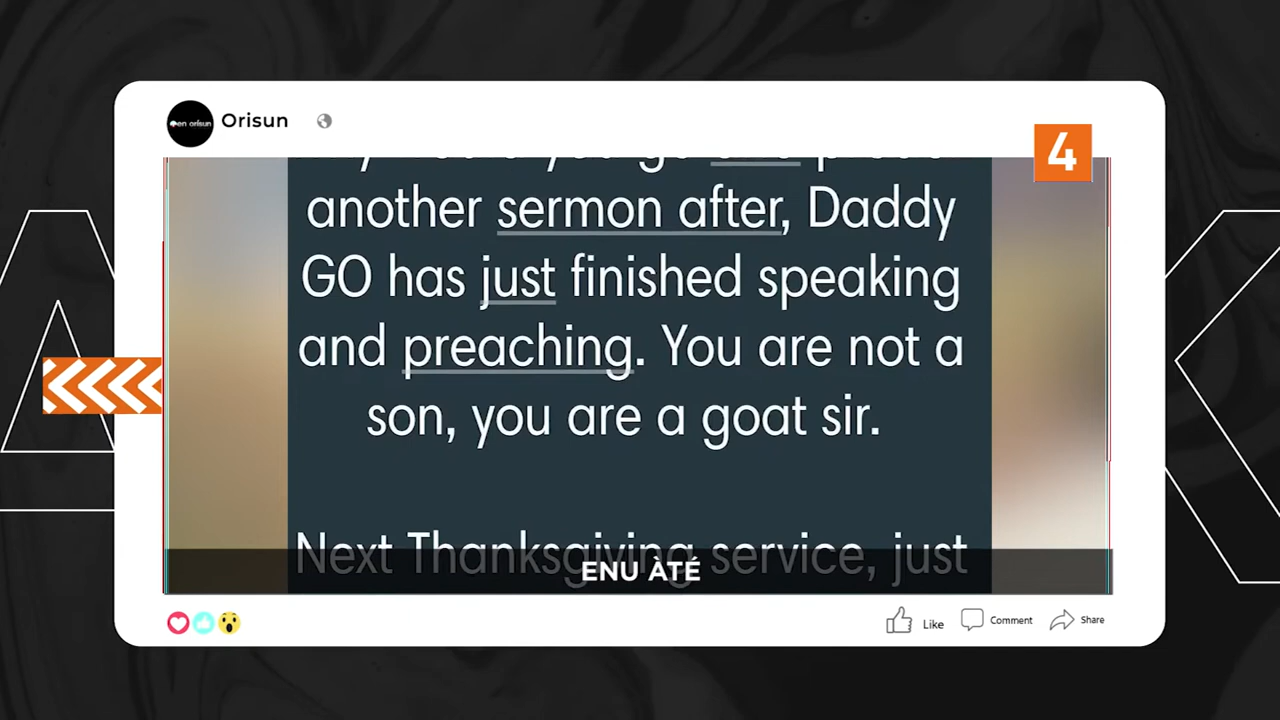 Orisun
4
another sermon after, Daddy
GO has just finished speaking
and preaching. You are not a
son, you are a goat sir.
Next Thanksgiving service, just
ENU ÀTÉ
Like
Comment
Share